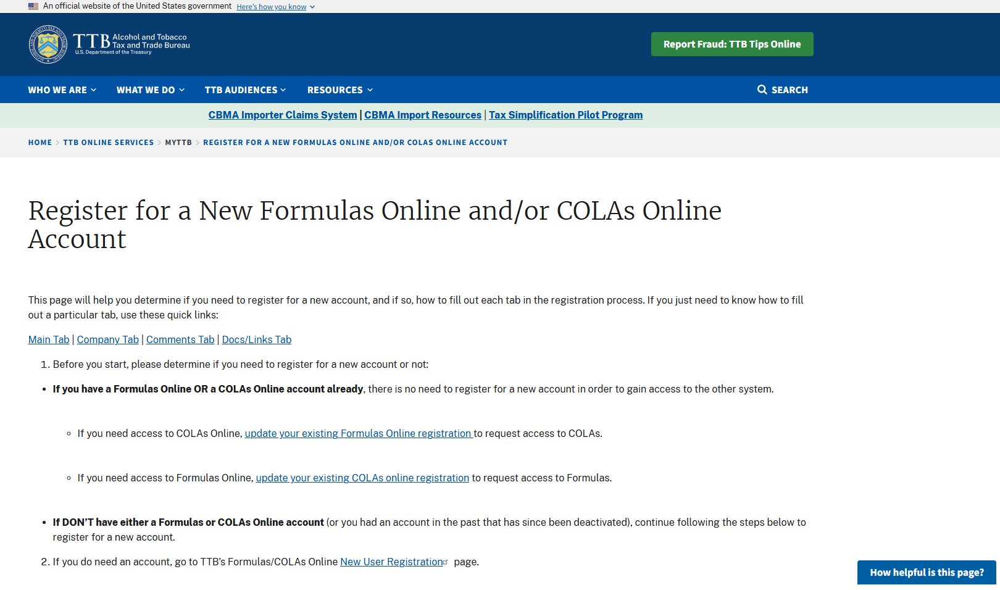 An official website of the United States government Here's how you know
TTB Alcohol and Tobacco
Tax and Trade Bureau
U.S. Department of the Treasury
Report Fraud: TTB Tips Online
WHO WE ARE WHAT WE DO TTB AUDIENCES RESOURCES SEARCH
CBMA Importer Claims System | CBMA Import Resources | Tax Simplification Pilot Program
HOME > TTB ONLINE SERVICES > MYTTB > REGISTER FOR A NEW FORMULAS ONLINE AND/OR COLAS ONLINE ACCOUNT
Register for a New Formulas Online and/or COLAs Online
Account
This page will help you determine if you need to register for a new account, and if so, how to fill out each tab in the registration process. If you just need to know how to fill
out a particular tab, use these quick links:
Main Tab | Company Tab | Comments Tab | Docs/Links Tab
1. Before you start, please determine if you need to register for a new account or not:
• If you have a Formulas Online OR a COLAs Online account already, there is no need to register for a new account in order to gain access to the other system.
◦ If you need access to COLAs Online, update your existing Formulas Online registration to request access to COLAs.
◦ If you need access to Formulas Online, update your existing COLAs online registration to request access to Formulas.
• If DON'T have either a Formulas or COLAs Online account (or you had an account in the past that has since been deactivated), continue following the steps below to
register for a new account.
2. If you do need an account, go to TTB's Formulas/COLAs Online New User Registration page.
How helpful is this page?